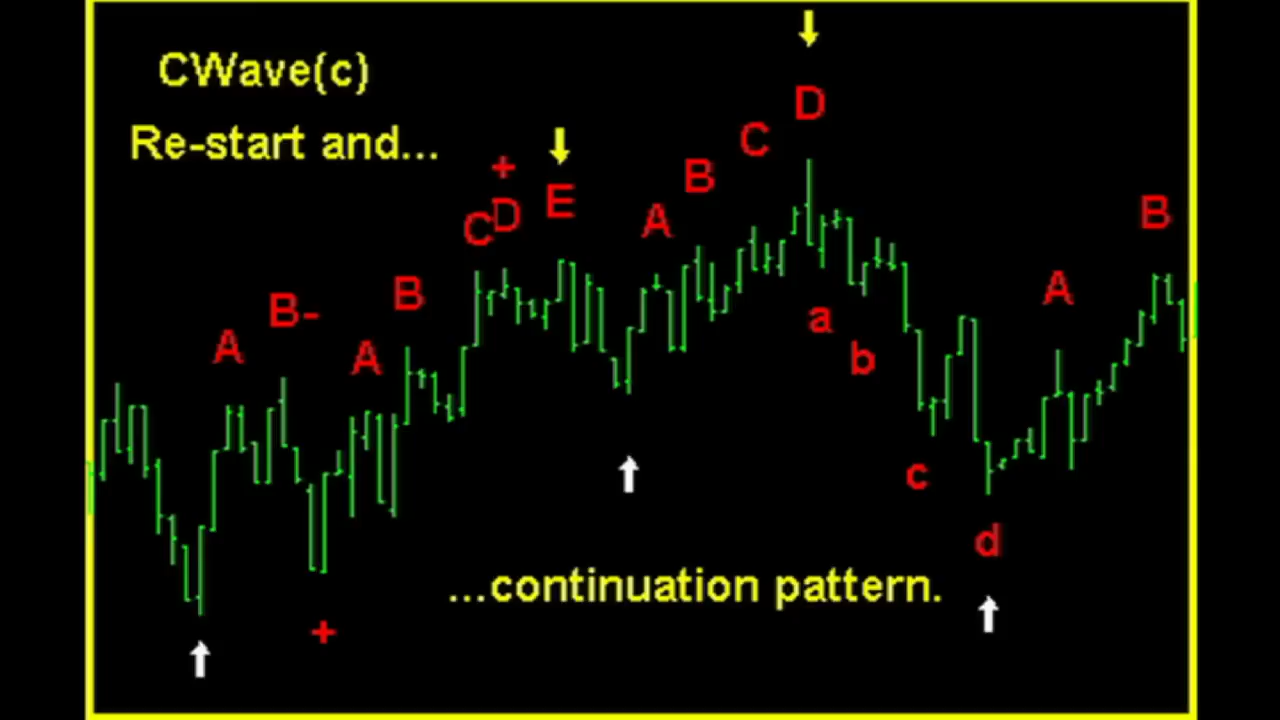 CWave(c)
Re-start and...
D
C
+
B
E
D
C
A
B
A
B
B-
A
A
a
b
c
d
...continuation pattern.
+